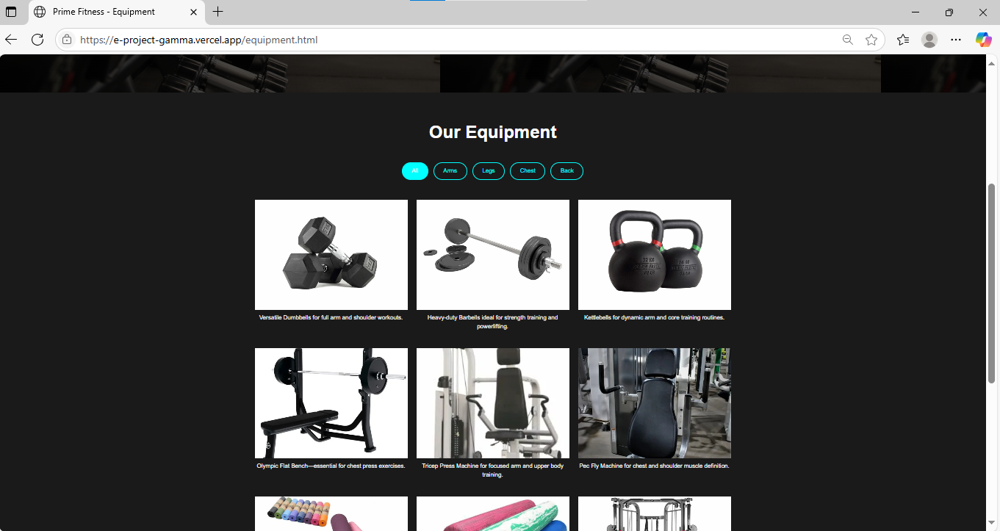 Prime Fitness - Equipment
https://e-project-gamma.vercel.app/equipment.html
Our Equipment
All
Arms
Legs
Chest
Back
Versatile Dumbbells for full arm and shoulder workouts.
Heavy-duty Barbells ideal for strength training and
powerlifting.
32 KG
Kettlebells for dynamic arm and core training routines.
Olympic Flat Bench—essential for chest press exercises.
Tricep Press Machine for focused arm and upper body
training.
Pec Fly Machine for chest and shoulder muscle definition.